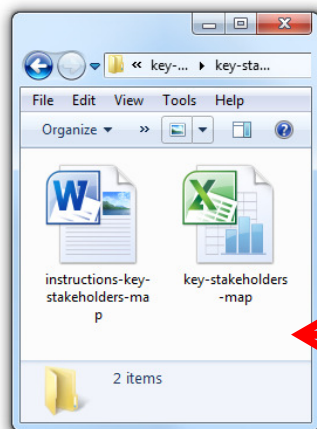 « key-... ▸ key-sta...
File Edit View Tools Help
Organize »
W
X
instructions-key-
stakeholders-ma
p
key-stakeholders
-map
2 items